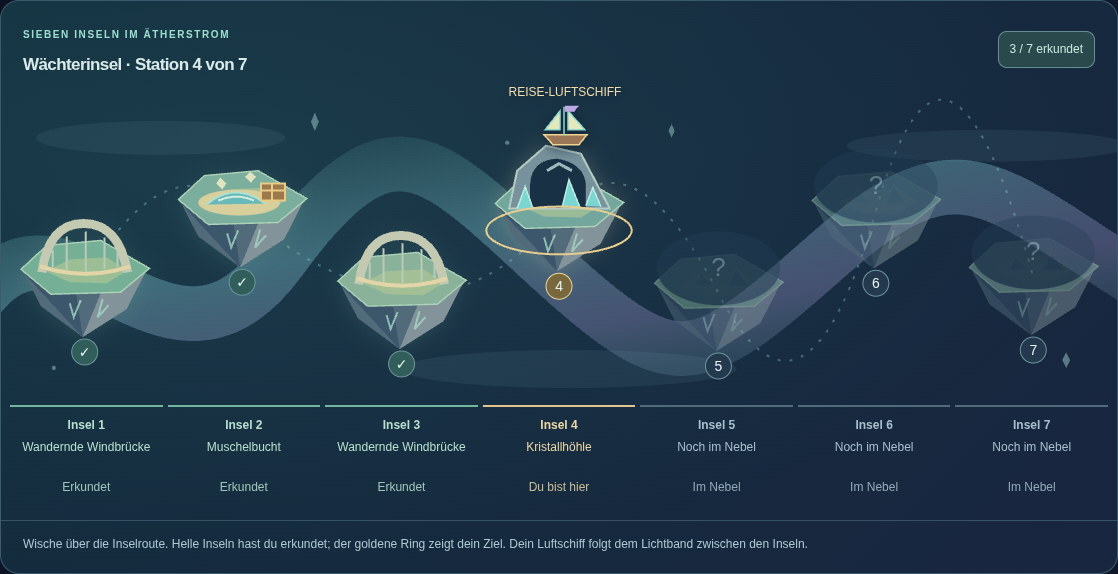 SIEBEN INSELN IM ÄTHERSTROM
Wächterinsel · Station 4 von 7
3 / 7 erkundet
REISE-LUFTSCHIFF
?
?
?
✓
✓
✓
4
5
6
7
Insel 1
Wandernde Windbrücke
Erkundet
Insel 2
Muschelbucht
Erkundet
Insel 3
Wandernde Windbrücke
Erkundet
Insel 4
Kristallhöhle
Du bist hier
Insel 5
Noch im Nebel
Im Nebel
Insel 6
Noch im Nebel
Im Nebel
Insel 7
Noch im Nebel
Im Nebel
Wische über die Inselroute. Helle Inseln hast du erkundet; der goldene Ring zeigt dein Ziel. Dein Luftschiff folgt dem Lichtband zwischen den Inseln.